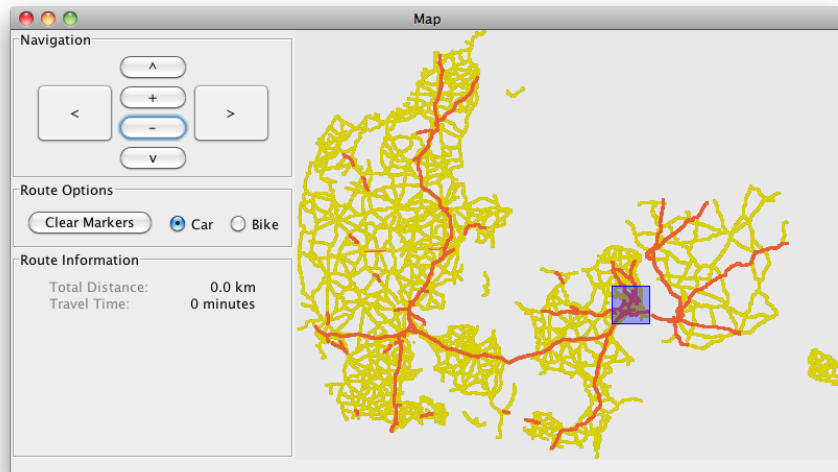 Map
Navigation
^
+
< >
–
v
Route Options
Clear Markers Car Bike
Route Information
Total Distance: 0.0 km
Travel Time: 0 minutes